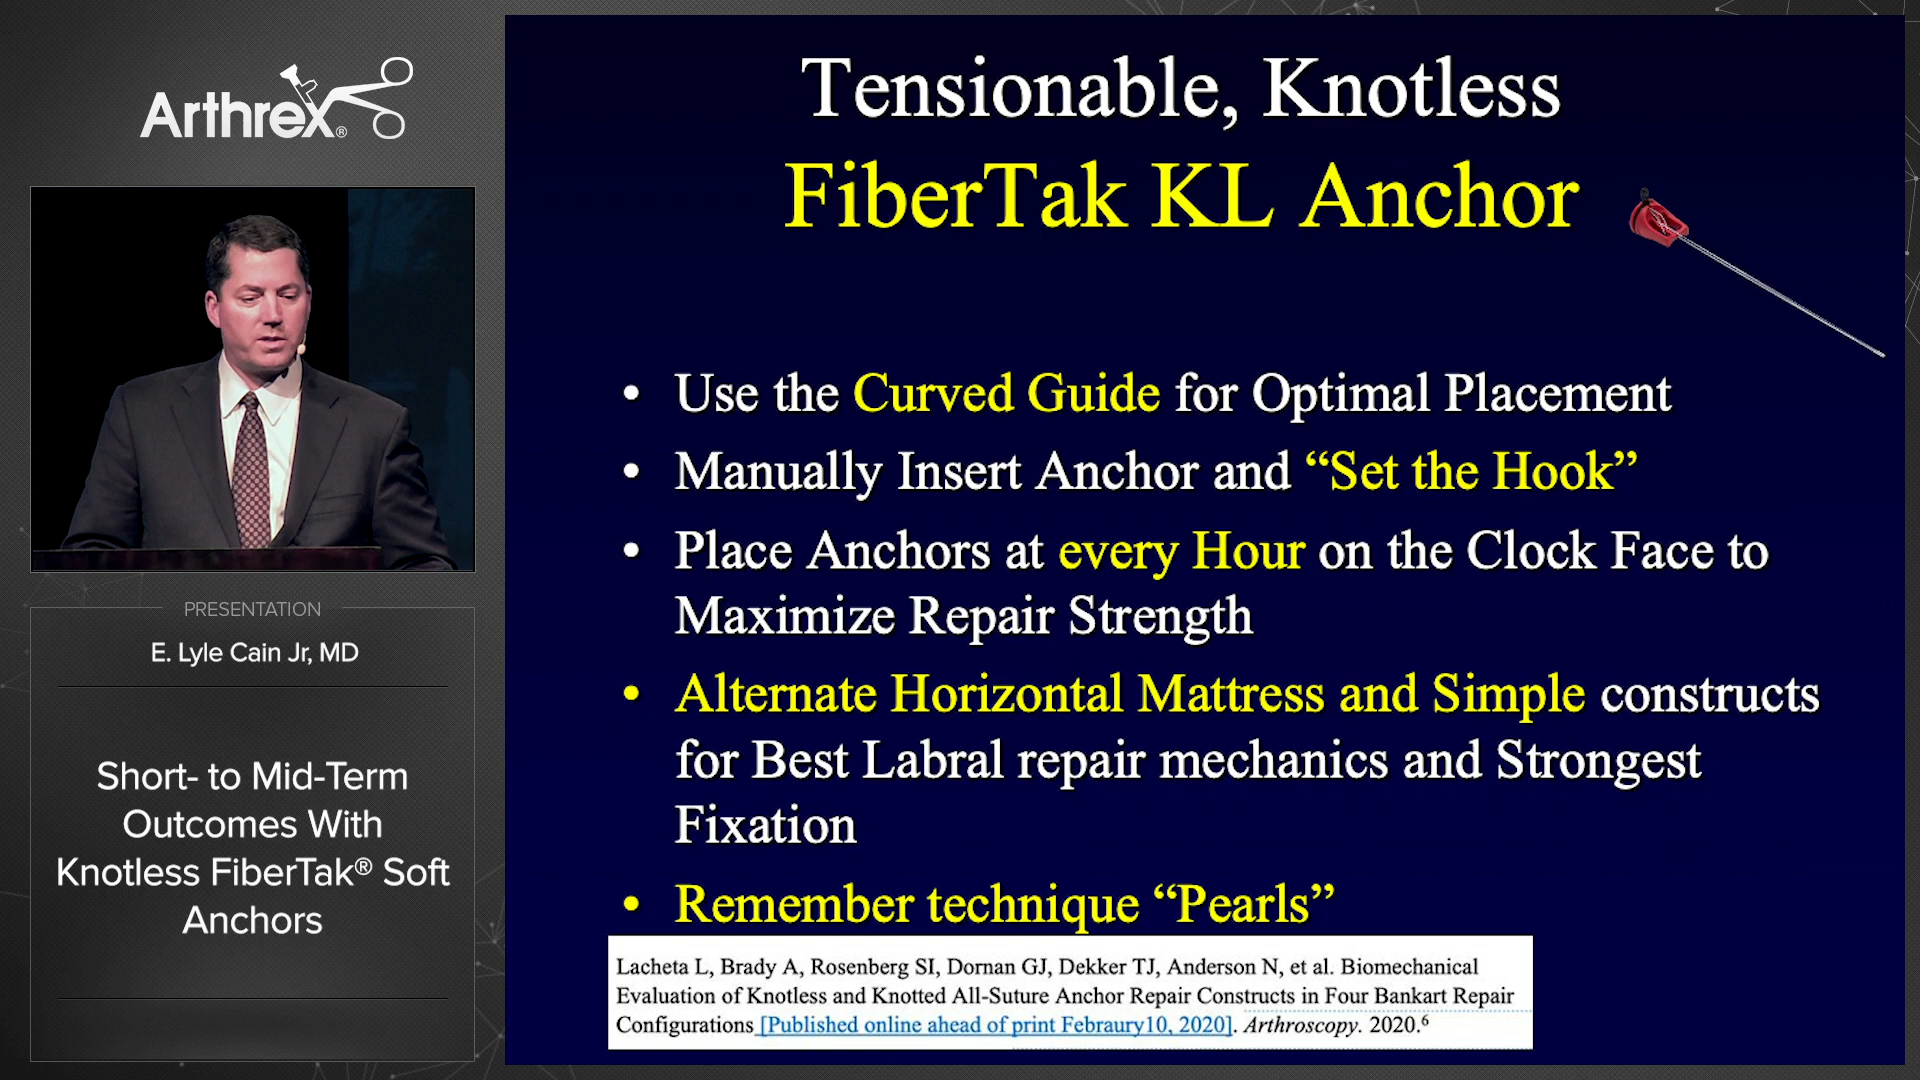 Arthrex®
PRESENTATION
E. Lyle Cain Jr, MD
Short- to Mid-Term
Outcomes With
Knotless FiberTak® Soft
Anchors
Tensionable, Knotless
FiberTak KL Anchor
• Use the Curved Guide for Optimal Placement
• Manually Insert Anchor and “Set the Hook”
• Place Anchors at every Hour on the Clock Face to
Maximize Repair Strength
• Alternate Horizontal Mattress and Simple constructs
for Best Labral repair mechanics and Strongest
Fixation
• Remember technique “Pearls”
Lacheta L, Brady A, Rosenberg SI, Dornan GJ, Dekker TJ, Anderson N, et al. Biomechanical
Evaluation of Knotless and Knotted All-Suture Anchor Repair Constructs in Four Bankart Repair
Configurations [Published online ahead of print Febraury10, 2020]. Arthroscopy. 2020.⁶